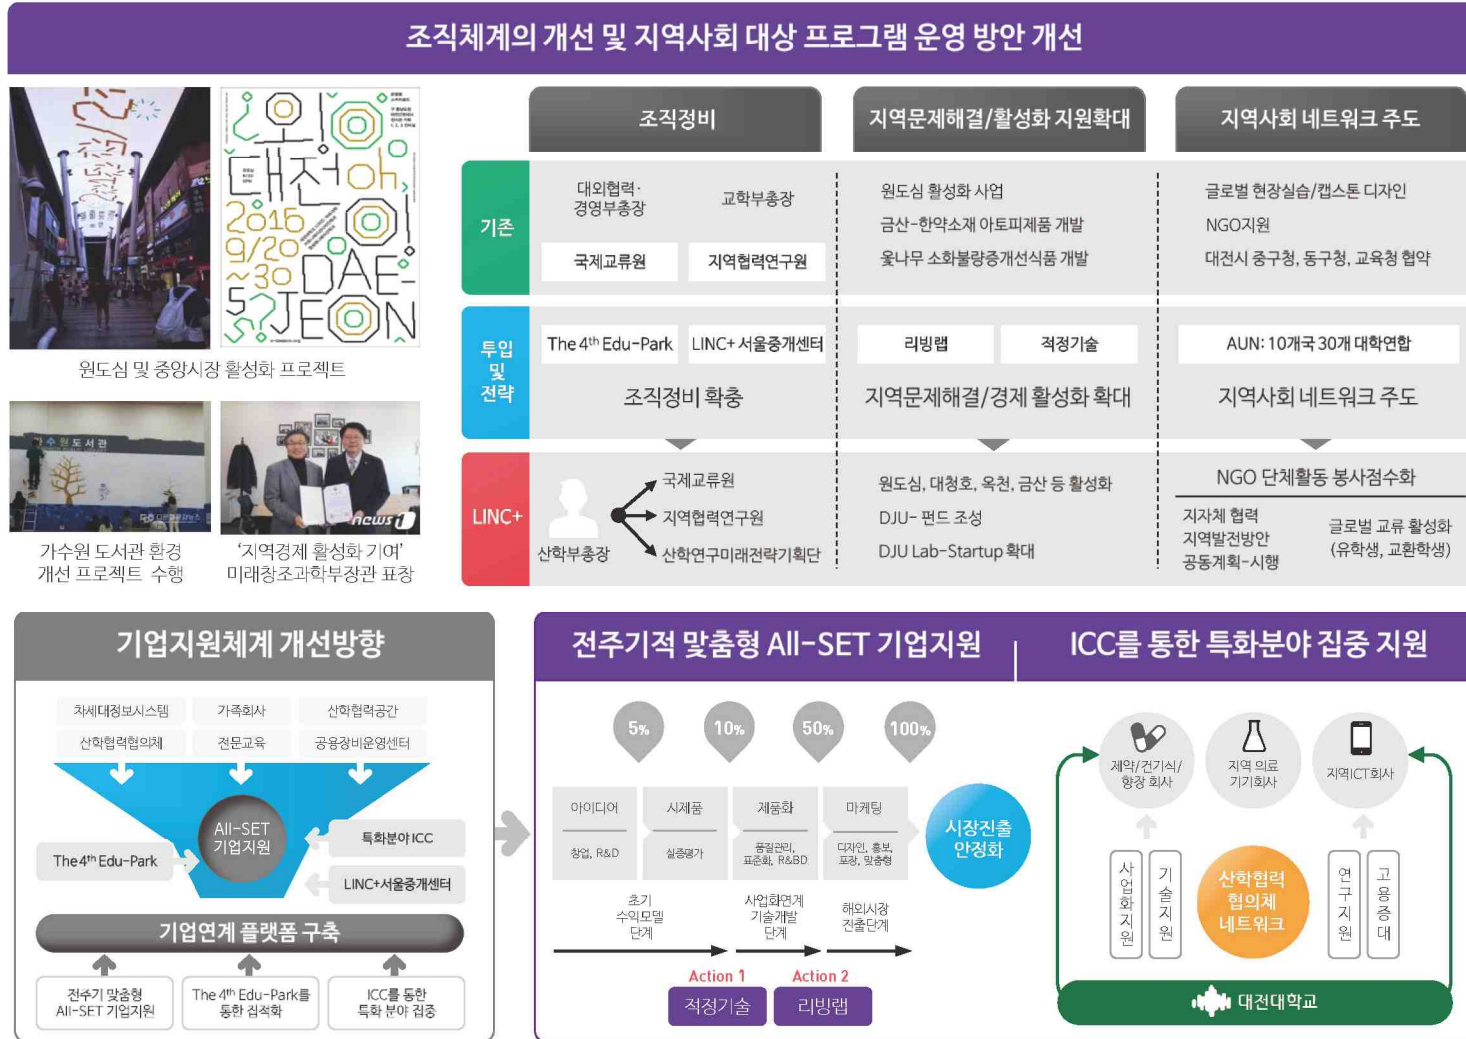 조직체계의 개선 및 지역사회 대상 프로그램 운영 방안 개선
오!
대전아
2016
9/20
~30
DAE-
JEON
원도심 및 중앙시장 활성화 프로젝트
가수원도서관
news1
가수원 도서관 환경
개선 프로젝트 수행
‘지역경제 활성화 기여’
미래창조과학부장관 표창
조직정비
지역문제해결/활성화 지원확대
지역사회 네트워크 주도
기존
대외협력·
경영부총장
교학부총장
국제교류원
지역협력연구원
원도심 활성화 사업
금산-한약소재 아토피제품 개발
옻나무 소화불량증개선식품 개발
글로벌 현장실습/캡스톤 디자인
NGO지원
대전시 중구청, 동구청, 교육청 협약
투입
및
전략
The 4th Edu-Park
LINC+ 서울중개센터
조직정비 확충
리빙랩
적정기술
지역문제해결/경제 활성화 확대
AUN: 10개국 30개 대학연합
지역사회 네트워크 주도
LINC+
산학부총장
국제교류원
지역협력연구원
산학연구미래전략기획단
원도심, 대청호, 옥천, 금산 등 활성화
DJU- 펀드 조성
DJU Lab-Startup 확대
NGO 단체활동 봉사점수화
지자체 협력
지역발전방안
공동계획-시행
글로벌 교류 활성화
(유학생, 교환학생)
기업지원체계 개선방향
차세대정보시스템
가족회사
산학협력공간
산학협력협의체
전문교육
공용장비운영센터
All-SET
기업지원
특화분야 ICC
The 4th Edu-Park
LINC+서울중개센터
기업연계 플랫폼 구축
전주기 맞춤형
All-SET 기업지원
The 4th Edu-Park를
통한 집적화
ICC를 통한
특화 분야 집중
전주기적 맞춤형 All-SET 기업지원
5%
10%
50%
100%
아이디어
창업, R&D
시제품
실증평가
제품화
품질관리,
표준화, R&BD
마케팅
디자인, 홍보,
포장, 맞춤형
시장진출
안정화
초기
수익모델
단계
사업화연계
기술개발
단계
해외시장
진출단계
Action 1
적정기술
Action 2
리빙랩
ICC를 통한 특화분야 집중 지원
제약/건기식/
향장 회사
지역 의료
기기회사
지역ICT회사
사업화지원
기술지원
산학협력
협의체
네트워크
연구지원
고용증대
대전대학교